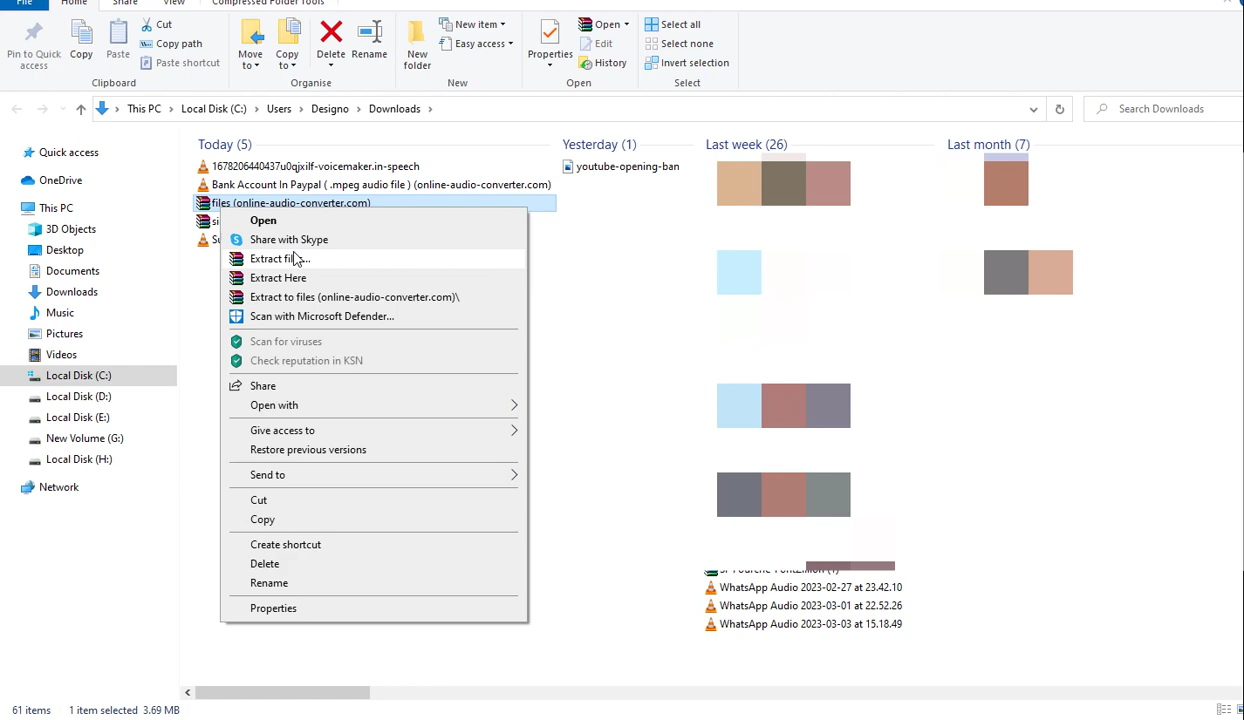 File
Home
Share
View
Compressed Folder Tools
Pin to Quick access
Copy
Paste
Cut
Copy path
Paste shortcut
Clipboard
Move to
Copy to
Delete
Rename
Organise
New folder
New item
Easy access
New
Properties
Open
Edit
History
Open
Select all
Select none
Invert selection
Select
This PC
Local Disk (C:)
Users
Designo
Downloads
Search Downloads
Quick access
OneDrive
This PC
3D Objects
Desktop
Documents
Downloads
Music
Pictures
Videos
Local Disk (C:)
Local Disk (D:)
Local Disk (E:)
New Volume (G:)
Local Disk (H:)
Network
Today (5)
1678206440437u0qjxilf-voicemaker.in-speech
Bank Account In Paypal ( .mpeg audio file ) (online-audio-converter.com)
files (online-audio-converter.com)
si
Su
Open
Share with Skype
Extract fil...
Extract Here
Extract to files (online-audio-converter.com)\
Scan with Microsoft Defender...
Scan for viruses
Check reputation in KSN
Share
Open with
Give access to
Restore previous versions
Send to
Cut
Copy
Create shortcut
Delete
Rename
Properties
Yesterday (1)
youtube-opening-ban
Last week (26)
WhatsApp Audio 2023-02-27 at 23.42.10
WhatsApp Audio 2023-03-01 at 22.52.26
WhatsApp Audio 2023-03-03 at 15.18.49
Last month (7)
61 items
1 item selected 3.69 MB